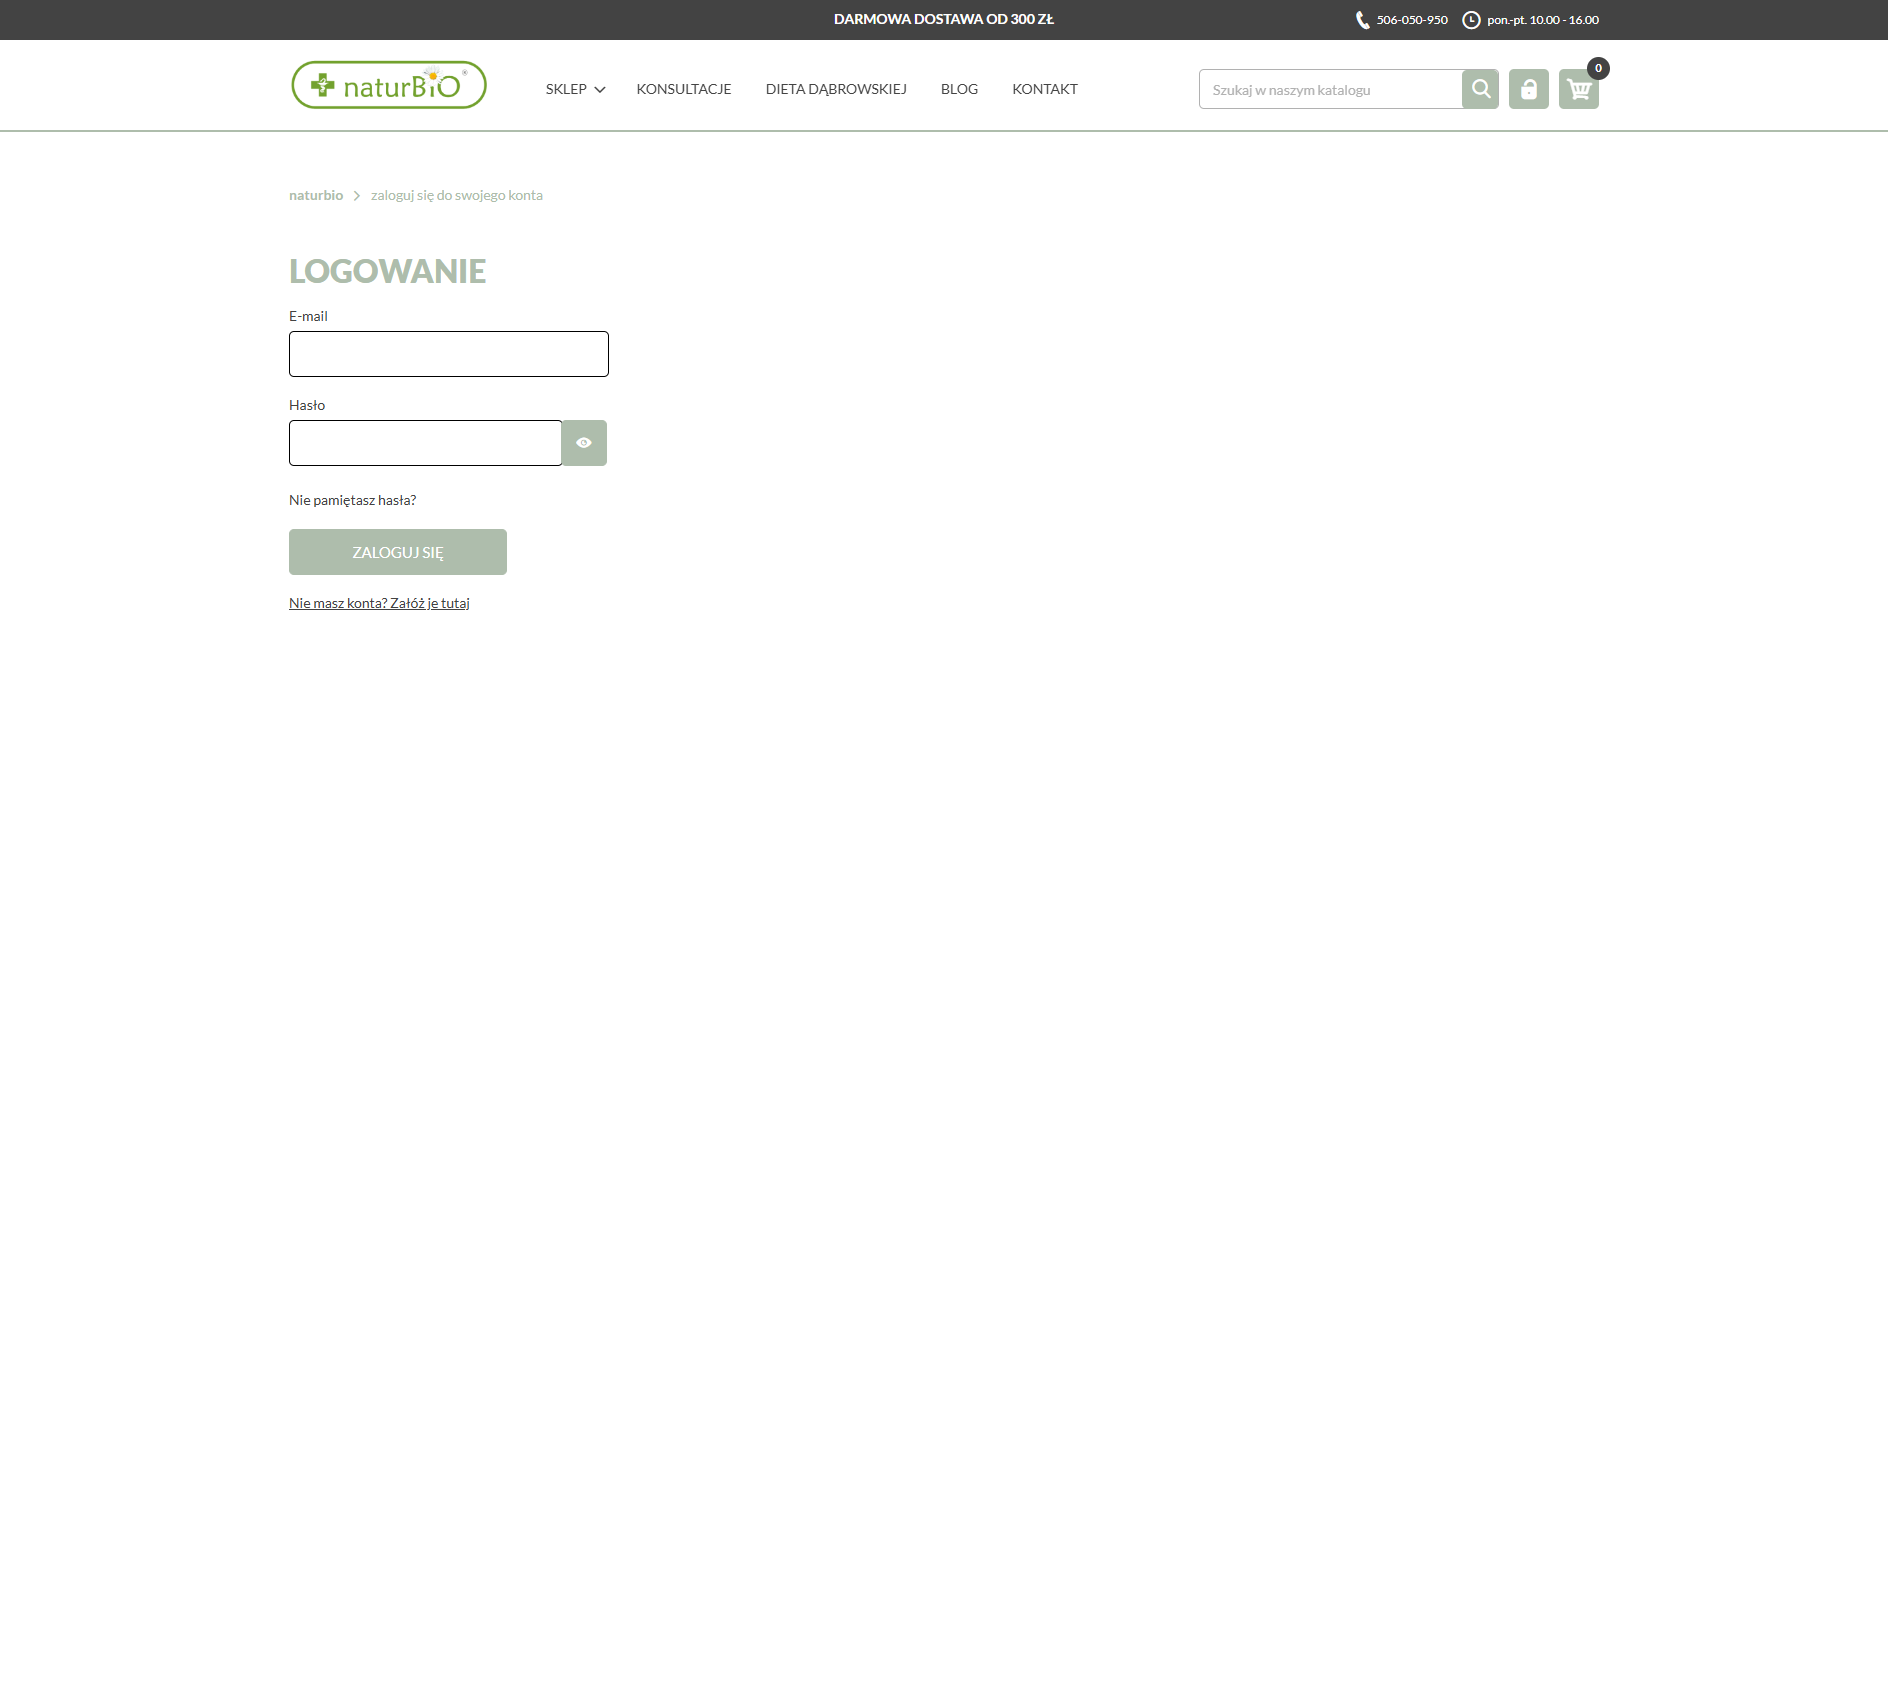 DARMOWA DOSTAWA OD 300 ZŁ
506-050-950
pon.-pt. 10.00 - 16.00
naturBiO ®
SKLEP
KONSULTACJE
DIETA DĄBROWSKIEJ
BLOG
KONTAKT
Szukaj w naszym katalogu
0
naturbio
zaloguj się do swojego konta
LOGOWANIE
E-mail
Hasło
Nie pamiętasz hasła?
ZALOGUJ SIĘ
Nie masz konta? Załóż je tutaj